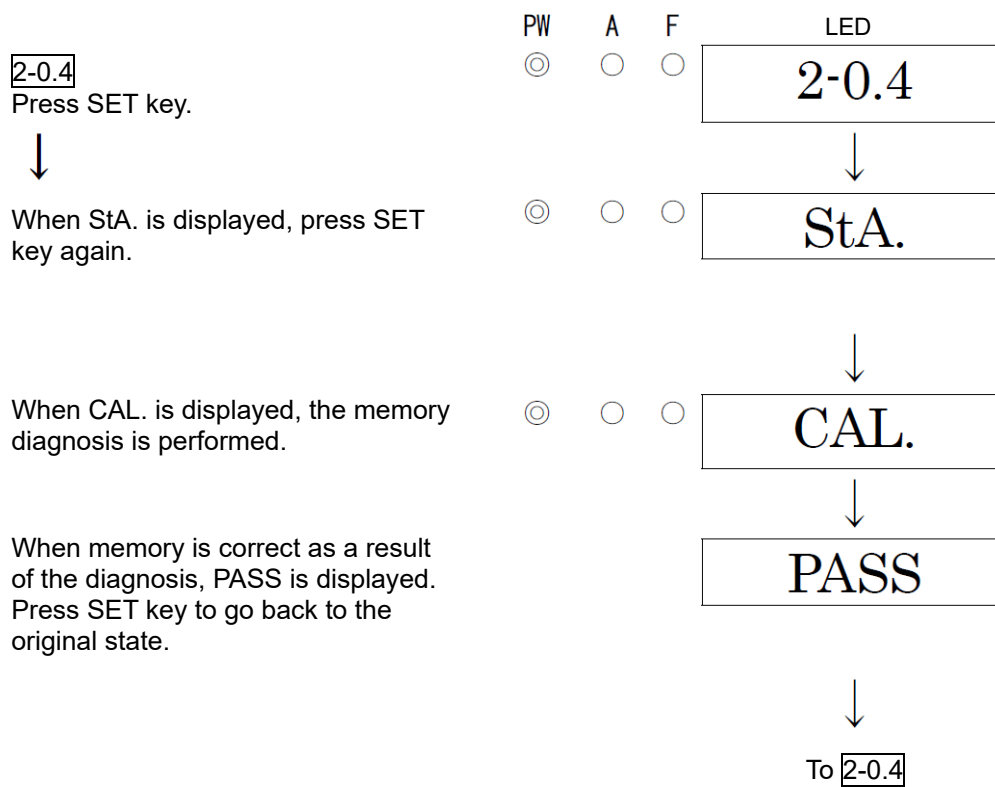 PW A F LED
2-0.4
Press SET key.
2-0.4
When StA. is displayed, press SET
key again.
StA.
When CAL. is displayed, the memory
diagnosis is performed.
CAL.
When memory is correct as a result
of the diagnosis, PASS is displayed.
Press SET key to go back to the
original state.
PASS
To 2-0.4